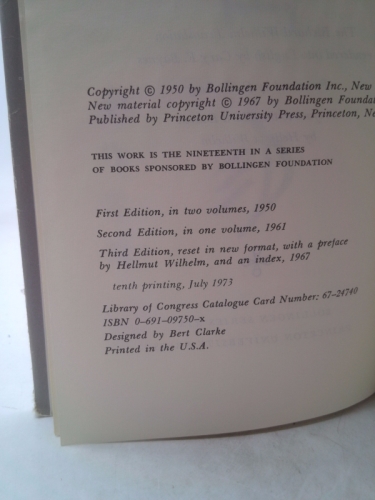 Copyright © 1950 by Bollingen Foundation Inc., New
New material copyright © 1967 by Bollingen Founda
Published by Princeton University Press, Princeton, Ne
THIS WORK IS THE NINETEENTH IN A SERIES
OF BOOKS SPONSORED BY BOLLINGEN FOUNDATION
First Edition, in two volumes, 1950
Second Edition, in one volume, 1961
Third Edition, reset in new format, with a preface
by Hellmut Wilhelm, and an index, 1967
tenth printing, July 1973
Library of Congress Catalogue Card Number: 67-24740
ISBN 0-691-09750-x
Designed by Bert Clarke
Printed in the U.S.A.